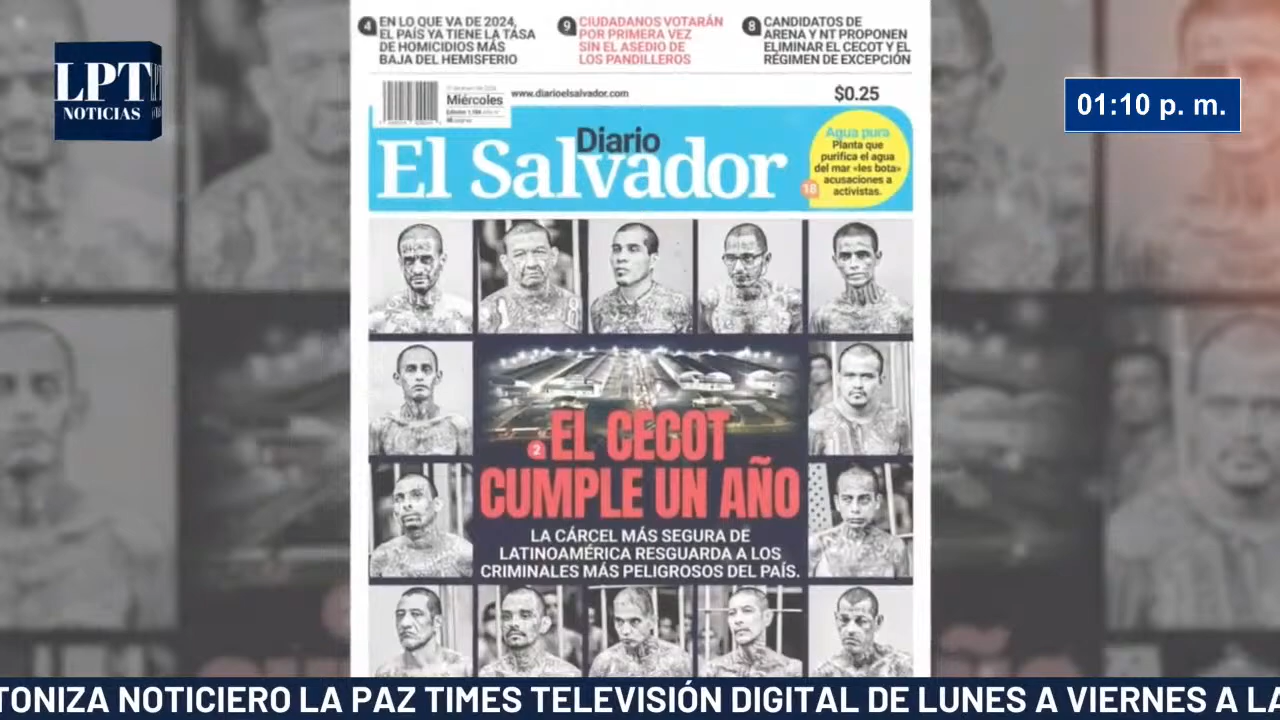 LPT
NOTICIAS
01:10 p. m.
4 EN LO QUE VA DE 2024,
EL PAÍS YA TIENE LA TASA
DE HOMICIDIOS MÁS
BAJA DEL HEMISFERIO
9 CIUDADANOS VOTARÁN
POR PRIMERA VEZ
SIN EL ASEDIO DE
LOS PANDILLEROS
8 CANDIDATOS DE
ARENA Y NT PROPONEN
ELIMINAR EL CECOT Y EL
RÉGIMEN DE EXCEPCIÓN
Miércoles
www.diarioelsalvador.com
$0.25
Diario
El Salvador
Agua pura
Planta que
purifica el agua
del mar «les bota»
acusaciones a
activistas.
18
EL CECOT
2
CUMPLE UN AÑO
LA CÁRCEL MÁS SEGURA DE
LATINOAMÉRICA RESGUARDA A LOS
CRIMINALES MÁS PELIGROSOS DEL PAÍS.
TONIZA NOTICIERO LA PAZ TIMES TELEVISIÓN DIGITAL DE LUNES A VIERNES A LA